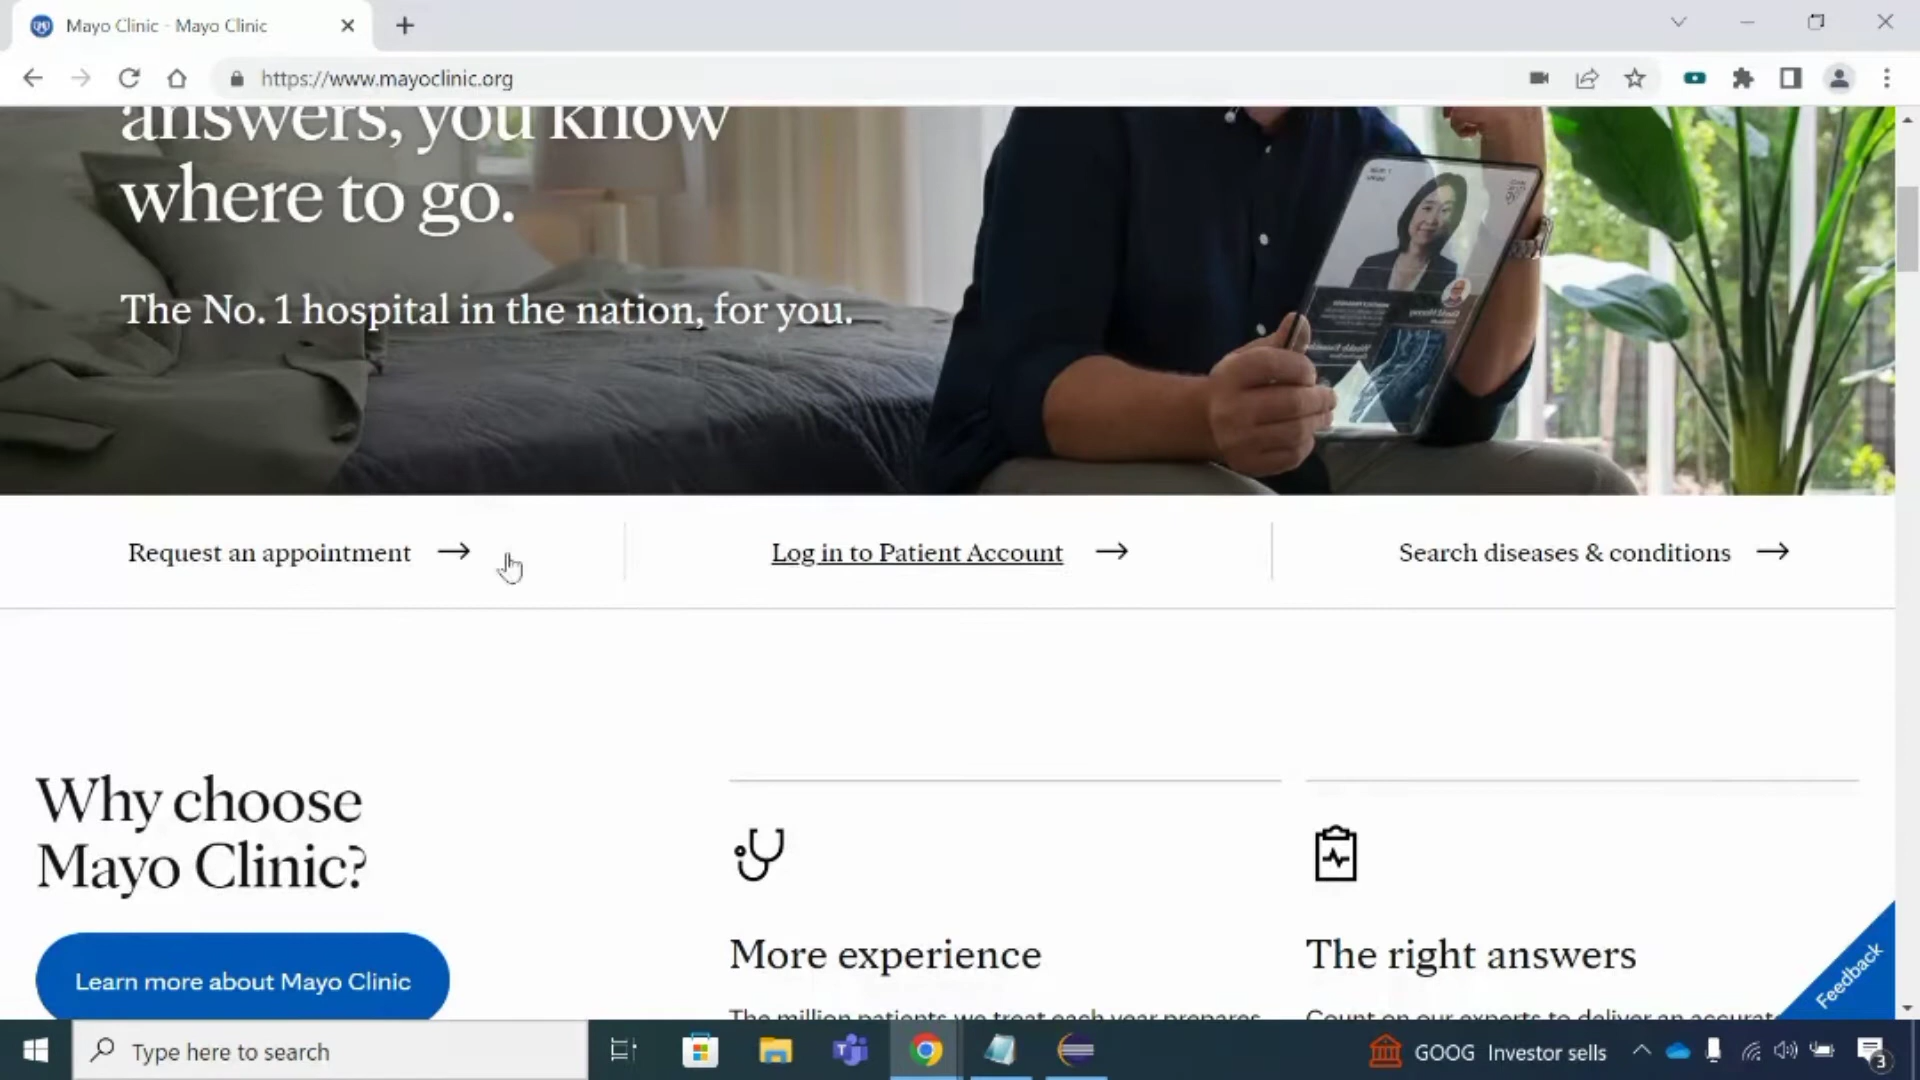 Mayo Clinic - Mayo Clinic
https://www.mayoclinic.org
answers, you know
where to go.
The No. 1 hospital in the nation, for you.
Request an appointment
Log in to Patient Account
Search diseases & conditions
Why choose
Mayo Clinic?
Learn more about Mayo Clinic
More experience
The million patients we treat each year prepares
The right answers
Count on our experts to deliver an accurate
Feedback
Type here to search
GOOG Investor sells
3